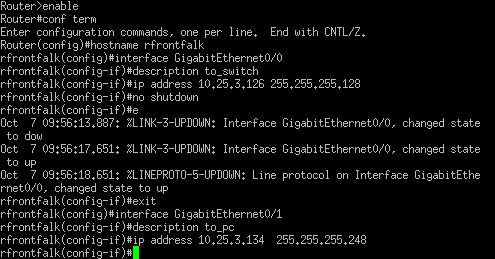 Router>enable
Router#conf term
Enter configuration commands, one per line.  End with CNTL/Z.
Router(config)#hostname rfrontfalk
rfrontfalk(config)#interface GigabitEthernet0/0
rfrontfalk(config-if)#description to_switch
rfrontfalk(config-if)#ip address 10.25.3.126 255.255.255.128
rfrontfalk(config-if)#no shutdown
rfrontfalk(config-if)#e
Oct  7 09:56:13.887: %LINK-3-UPDOWN: Interface GigabitEthernet0/0, changed state
 to dow
Oct  7 09:56:17.651: %LINK-3-UPDOWN: Interface GigabitEthernet0/0, changed state
 to up
Oct  7 09:56:18.651: %LINEPROTO-5-UPDOWN: Line protocol on Interface GigabitEthe
rnet0/0, changed state to up
rfrontfalk(config-if)#exit
rfrontfalk(config)#interface GigabitEthernet0/1
rfrontfalk(config-if)#description to_pc
rfrontfalk(config-if)#ip address 10.25.3.134  255.255.255.248
rfrontfalk(config-if)#